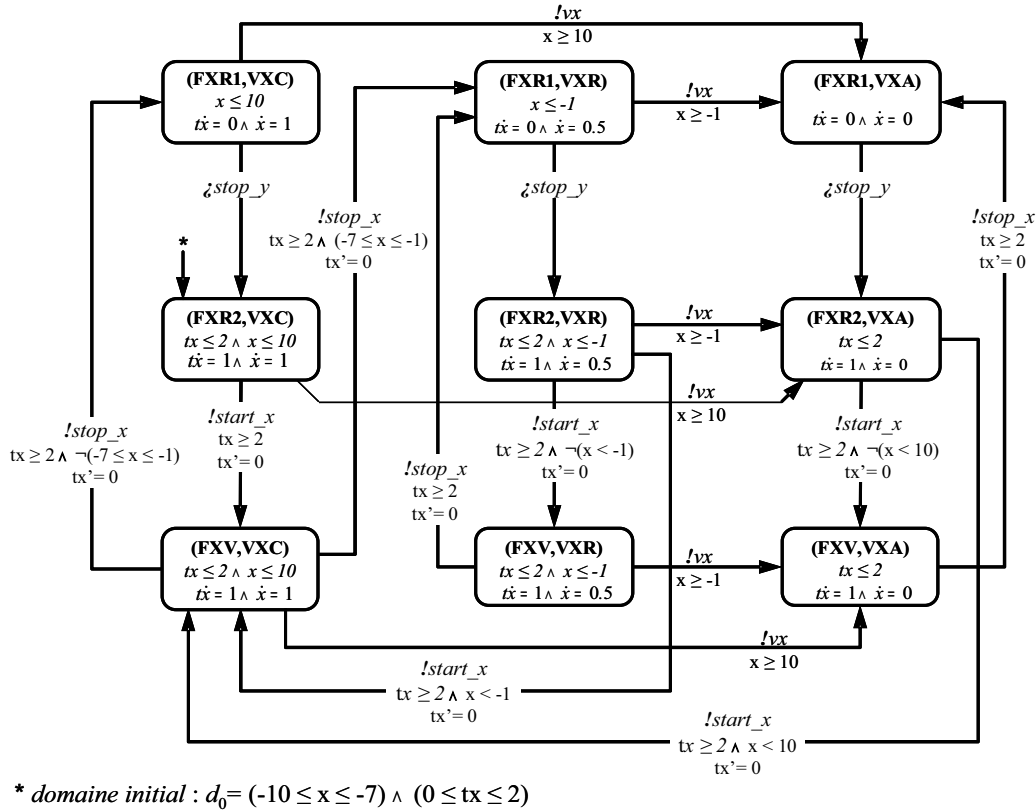 !vx
x ≥ 10
(FXR1,VXC)
x ≤ 10
tẋ = 0 ∧ ẋ = 1
(FXR1,VXR)
x ≤ -1
tẋ = 0 ∧ ẋ = 0.5
!vx
x ≥ -1
(FXR1,VXA)
tẋ = 0 ∧ ẋ = 0
¿stop_y
¿stop_y
¿stop_y
!stop_x
tx ≥ 2 ∧ (-7 ≤ x ≤ -1)
tx’= 0
!stop_x
tx ≥ 2
tx’= 0
*
(FXR2,VXC)
tx ≤ 2 ∧ x ≤ 10
tẋ = 1 ∧ ẋ = 1
(FXR2,VXR)
tx ≤ 2 ∧ x ≤ -1
tẋ = 1 ∧ ẋ = 0.5
!vx
x ≥ -1
(FXR2,VXA)
tx ≤ 2
tẋ = 1 ∧ ẋ = 0
!vx
x ≥ 10
!stop_x
tx ≥ 2 ∧ ¬(-7 ≤ x ≤ -1)
tx’= 0
!start_x
tx ≥ 2
tx’= 0
!stop_x
tx ≥ 2
tx’= 0
!start_x
tx ≥ 2 ∧ ¬(x < -1)
tx’= 0
!start_x
tx ≥ 2 ∧ ¬(x < 10)
tx’= 0
(FXV,VXC)
tx ≤ 2 ∧ x ≤ 10
tẋ = 1 ∧ ẋ = 1
(FXV,VXR)
tx ≤ 2 ∧ x ≤ -1
tẋ = 1 ∧ ẋ = 0.5
!vx
x ≥ -1
(FXV,VXA)
tx ≤ 2
tẋ = 1 ∧ ẋ = 0
!vx
x ≥ 10
!start_x
tx ≥ 2 ∧ x < -1
tx’= 0
!start_x
tx ≥ 2 ∧ x < 10
tx’= 0
* domaine initial : d₀= (-10 ≤ x ≤ -7) ∧ (0 ≤ tx ≤ 2)